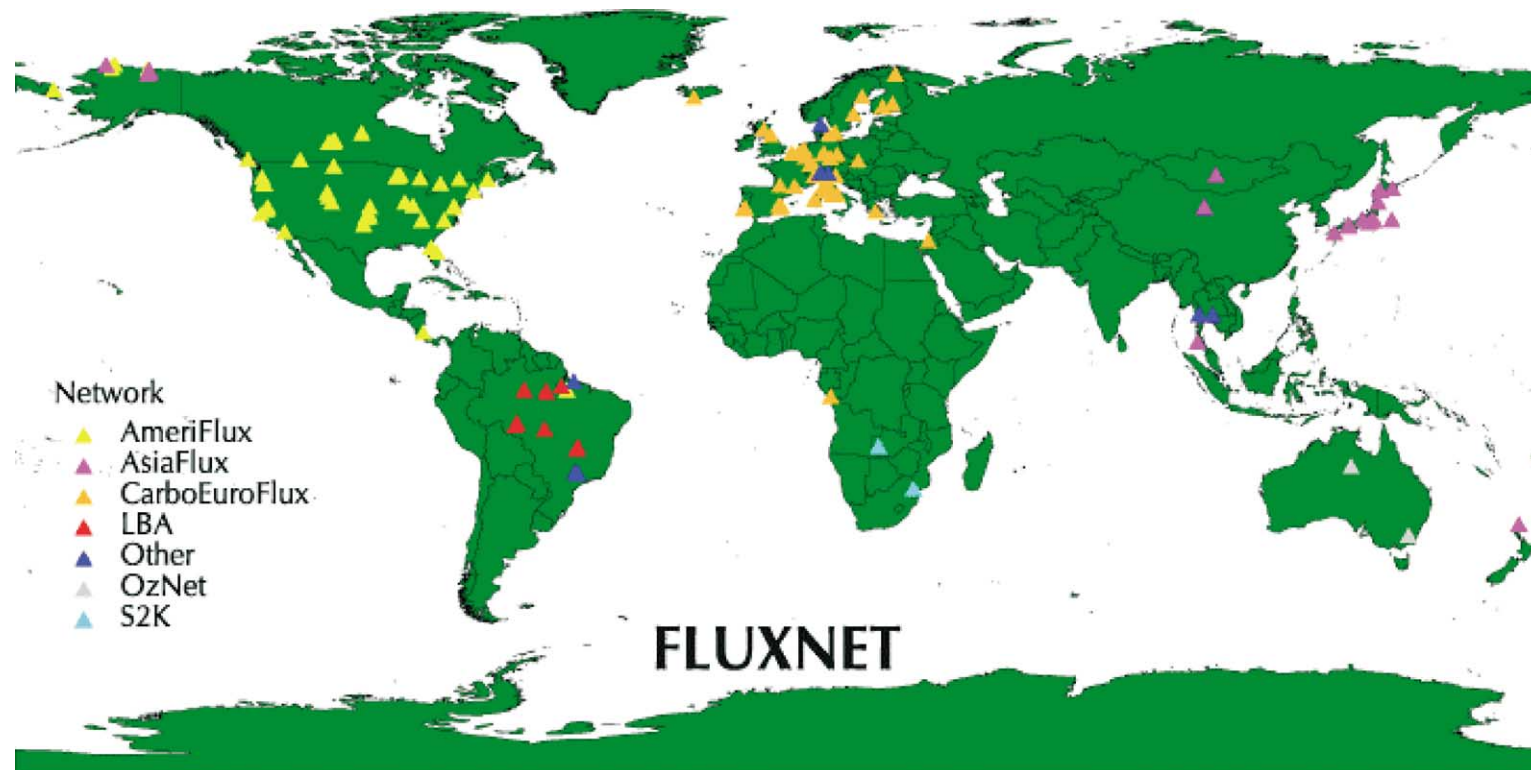 Network
AmeriFlux
AsiaFlux
CarboEuroFlux
LBA
Other
OzNet
S2K
FLUXNET